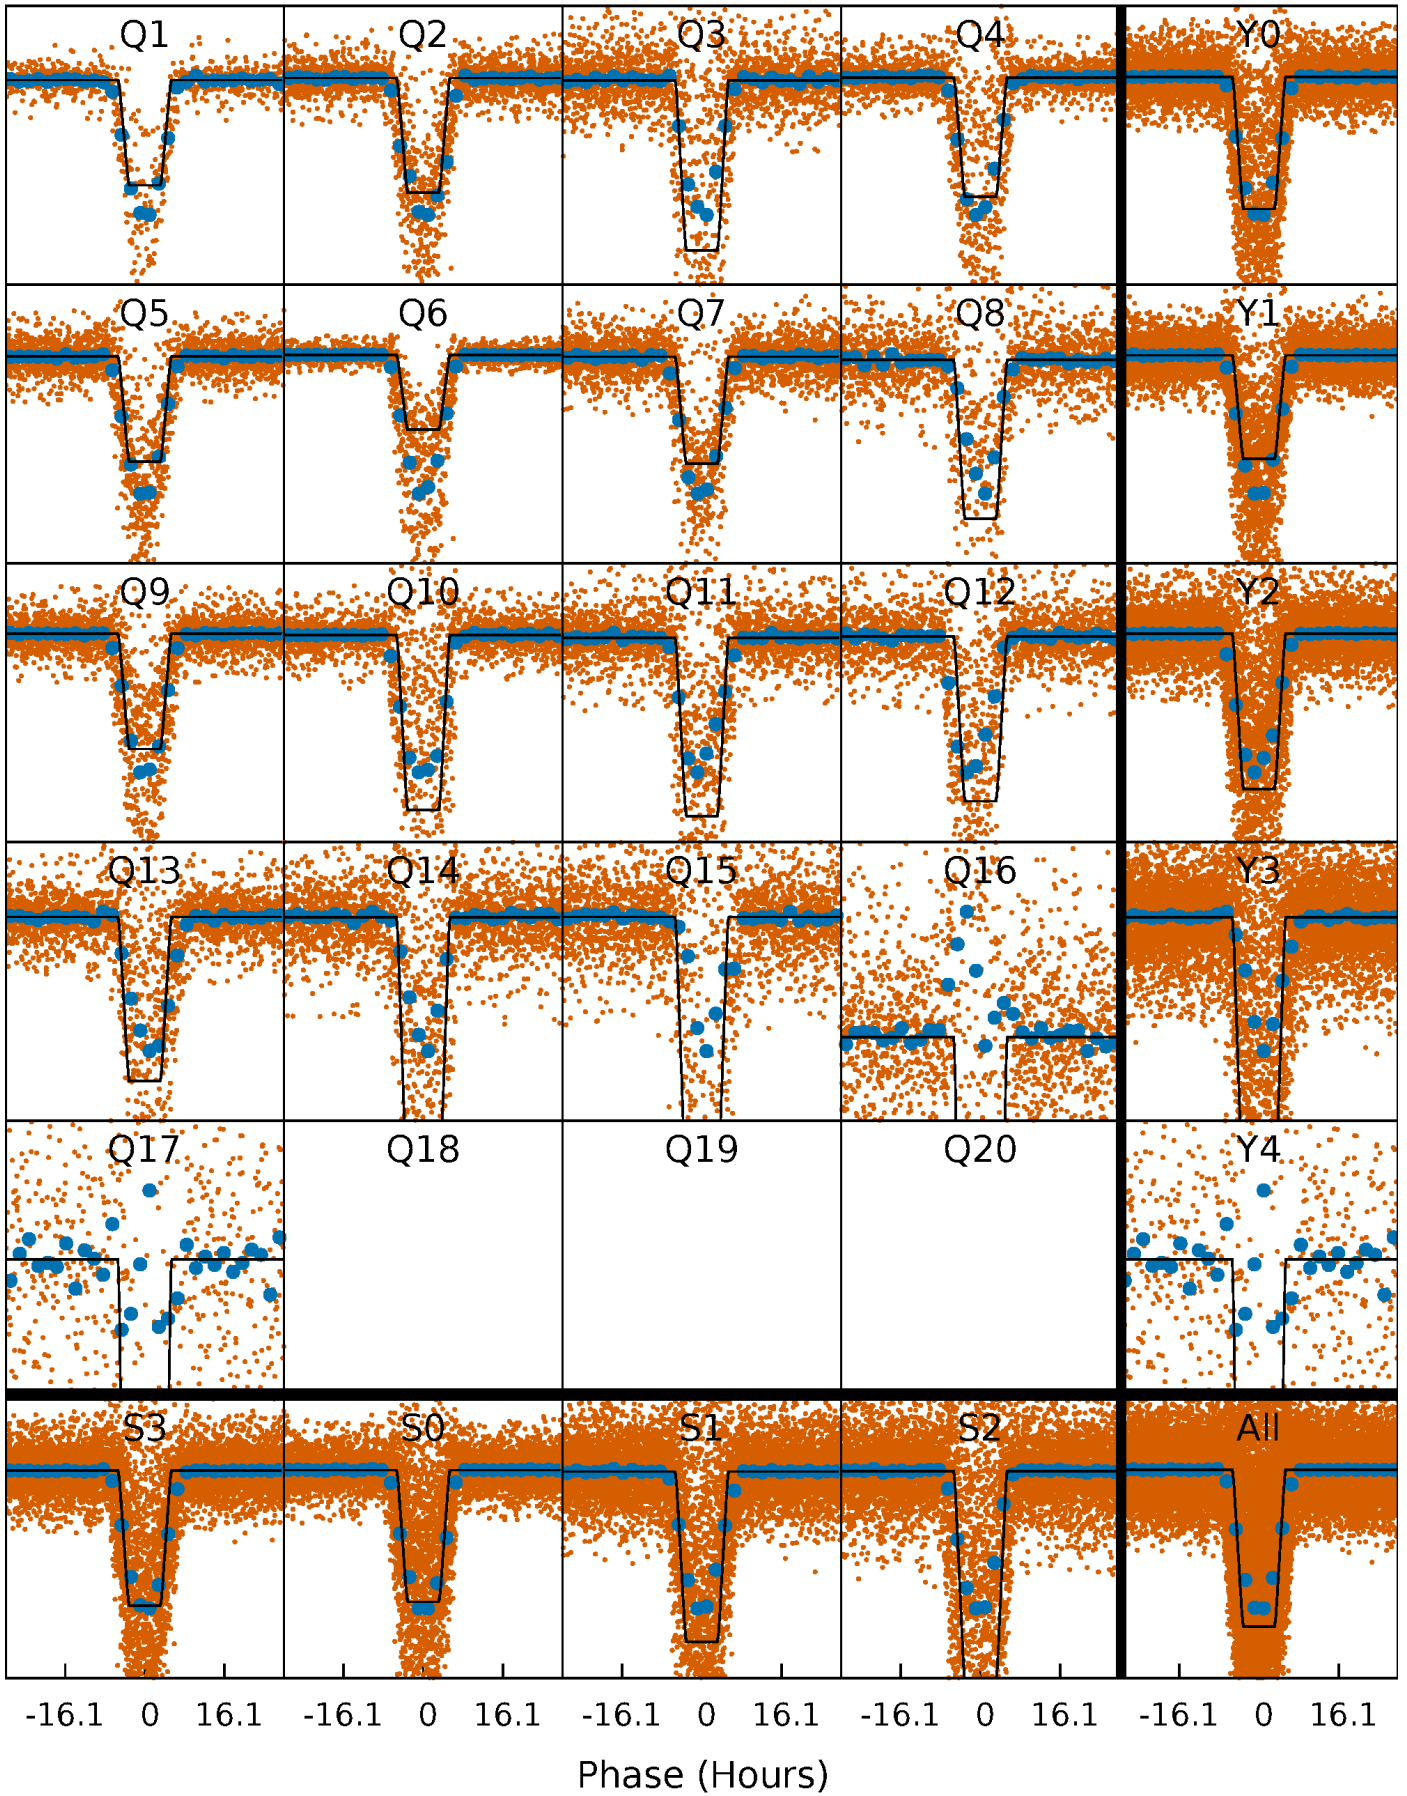 Q1 Q2 Q3 Q4 Y0
Q5 Q6 Q7 Q8 Y1
Q9 Q10 Q11 Q12 Y2
Q13 Q14 Q15 Q16 Y3
Q17 Q18 Q19 Q20 Y4
S3 S0 S1 S2 All
-16.1 0 16.1 -16.1 0 16.1 -16.1 0 16.1 -16.1 0 16.1 -16.1 0 16.1
Phase (Hours)